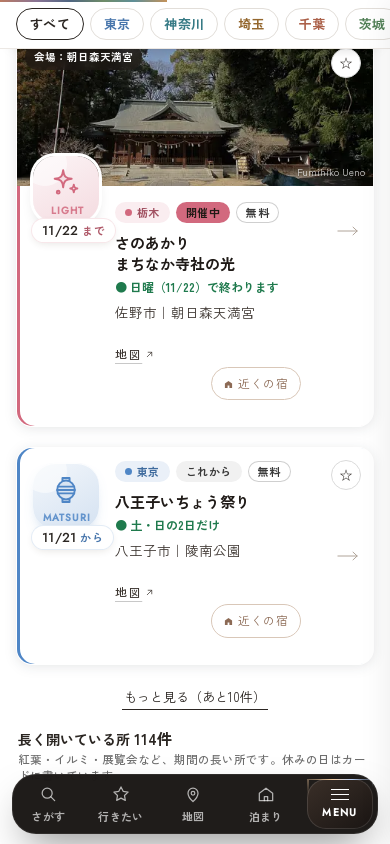 すべて
東京
神奈川
埼玉
千葉
茨城
会場：朝日森天満宮
Fumihiko Ueno
LIGHT
11/22 まで
栃木
開催中
無料
さのあかり
まちなか寺社の光
日曜（11/22）で終わります
佐野市｜朝日森天満宮
地図
近くの宿
MATSURI
11/21 から
東京
これから
無料
八王子いちょう祭り
土・日の2日だけ
八王子市｜陵南公園
地図
近くの宿
もっと見る（あと10件）
長く開いている所 114件
紅葉・イルミ・展覧会など、期間の長い所です。休みの日はカー
ドに書いています
さがす
行きたい
地図
泊まり
MENU